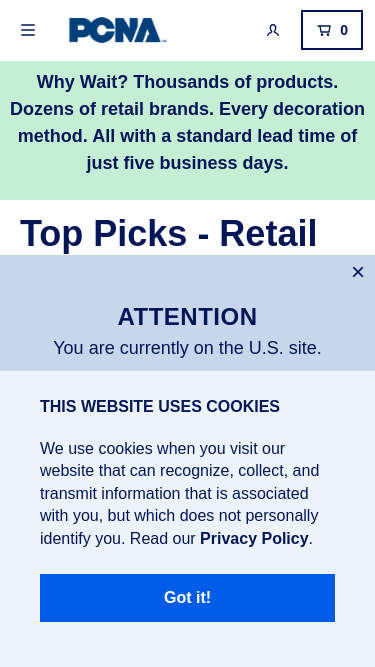 PCNA
0
Why Wait? Thousands of products.
Dozens of retail brands. Every decoration
method. All with a standard lead time of
just five business days.
Top Picks - Retail
×
ATTENTION
You are currently on the U.S. site.
THIS WEBSITE USES COOKIES
We use cookies when you visit our
website that can recognize, collect, and
transmit information that is associated
with you, but which does not personally
identify you. Read our Privacy Policy.
Got it!